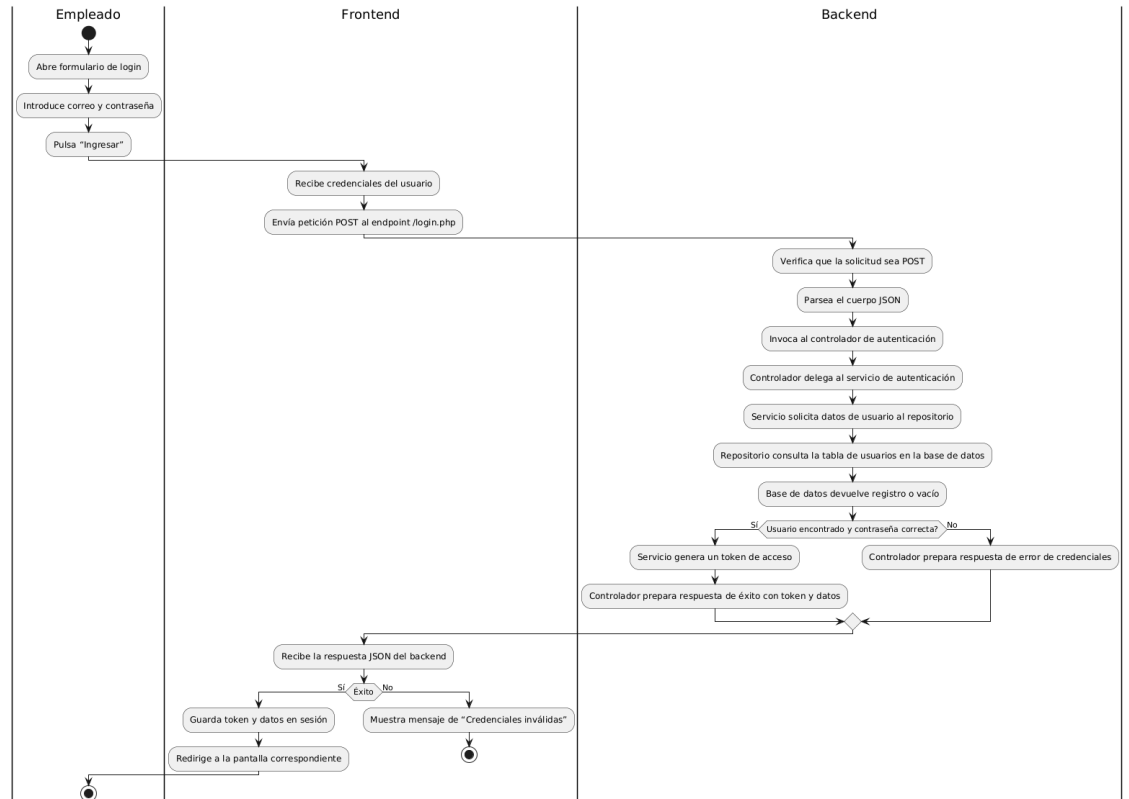 Empleado
Frontend
Backend
Abre formulario de login
Introduce correo y contraseña
Pulsa “Ingresar”
Recibe credenciales del usuario
Envía petición POST al endpoint /login.php
Verifica que la solicitud sea POST
Parsea el cuerpo JSON
Invoca al controlador de autenticación
Controlador delega al servicio de autenticación
Servicio solicita datos de usuario al repositorio
Repositorio consulta la tabla de usuarios en la base de datos
Base de datos devuelve registro o vacío
Sí
Usuario encontrado y contraseña correcta?
No
Servicio genera un token de acceso
Controlador prepara respuesta de error de credenciales
Controlador prepara respuesta de éxito con token y datos
Recibe la respuesta JSON del backend
Sí
Éxito
No
Guarda token y datos en sesión
Muestra mensaje de “Credenciales inválidas”
Redirige a la pantalla correspondiente